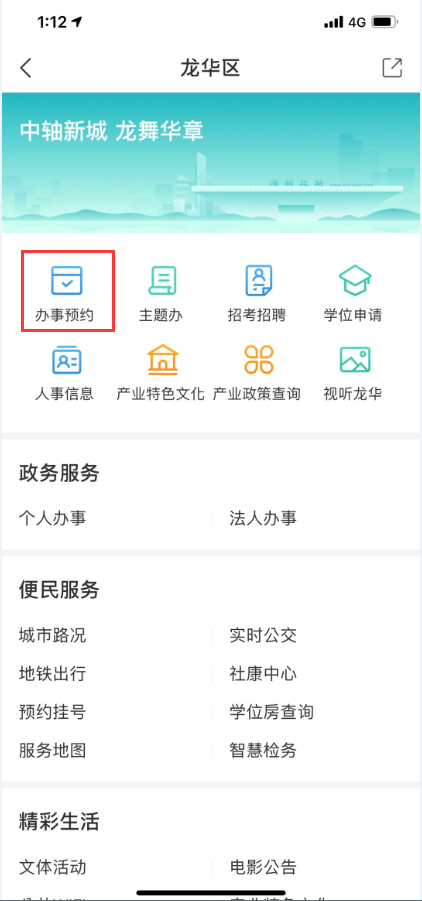 1:12
4G
龙华区
中轴新城 龙舞华章
办事预约 主题办 招考招聘 学位申请
人事信息 产业特色文化 产业政策查询 视听龙华
政务服务
个人办事 法人办事
便民服务
城市路况 实时公交
地铁出行 社康中心
预约挂号 学位房查询
服务地图 智慧检务
精彩生活
文体活动 电影公告